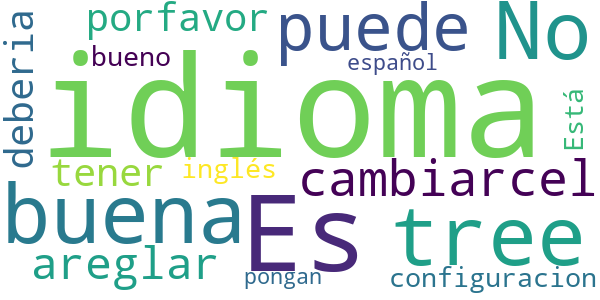 porfavor puede No
bueno español
deberia idioma Está
tener inglés cambiarcel
buena Es tree
areglar pongan configuracion